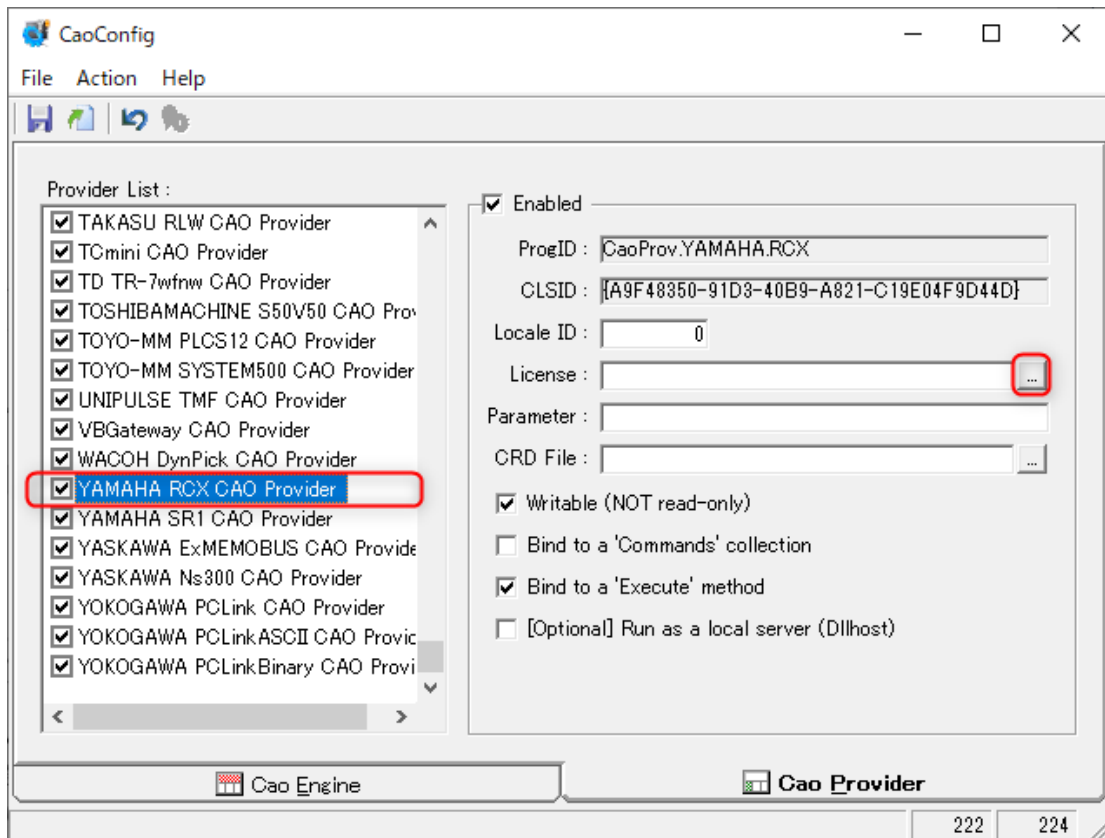 CaoConfig
File Action Help
Provider List :
TAKASU RLW CAO Provider
TCmini CAO Provider
TD TR-7wfnw CAO Provider
TOSHIBAMACHINE S50V50 CAO Prov
TOYO-MM PLCS12 CAO Provider
TOYO-MM SYSTEM500 CAO Provider
UNIPULSE TMF CAO Provider
VBGateway CAO Provider
WACOH DynPick CAO Provider
YAMAHA RCX CAO Provider
YAMAHA SR1 CAO Provider
YASKAWA ExMEMOBUS CAO Provide
YASKAWA Ns300 CAO Provider
YOKOGAWA PCLink CAO Provider
YOKOGAWA PCLinkASCII CAO Provic
YOKOGAWA PCLinkBinary CAO Provi
Enabled
ProgID : CaoProv.YAMAHA.RCX
CLSID : {A9F48350-91D3-40B9-A821-C19E04F9D44D}
Locale ID : 0
License : ...
Parameter :
CRD File : ...
Writable (NOT read-only)
Bind to a 'Commands' collection
Bind to a 'Execute' method
[Optional] Run as a local server (Dllhost)
Cao Engine
Cao Provider
222 224